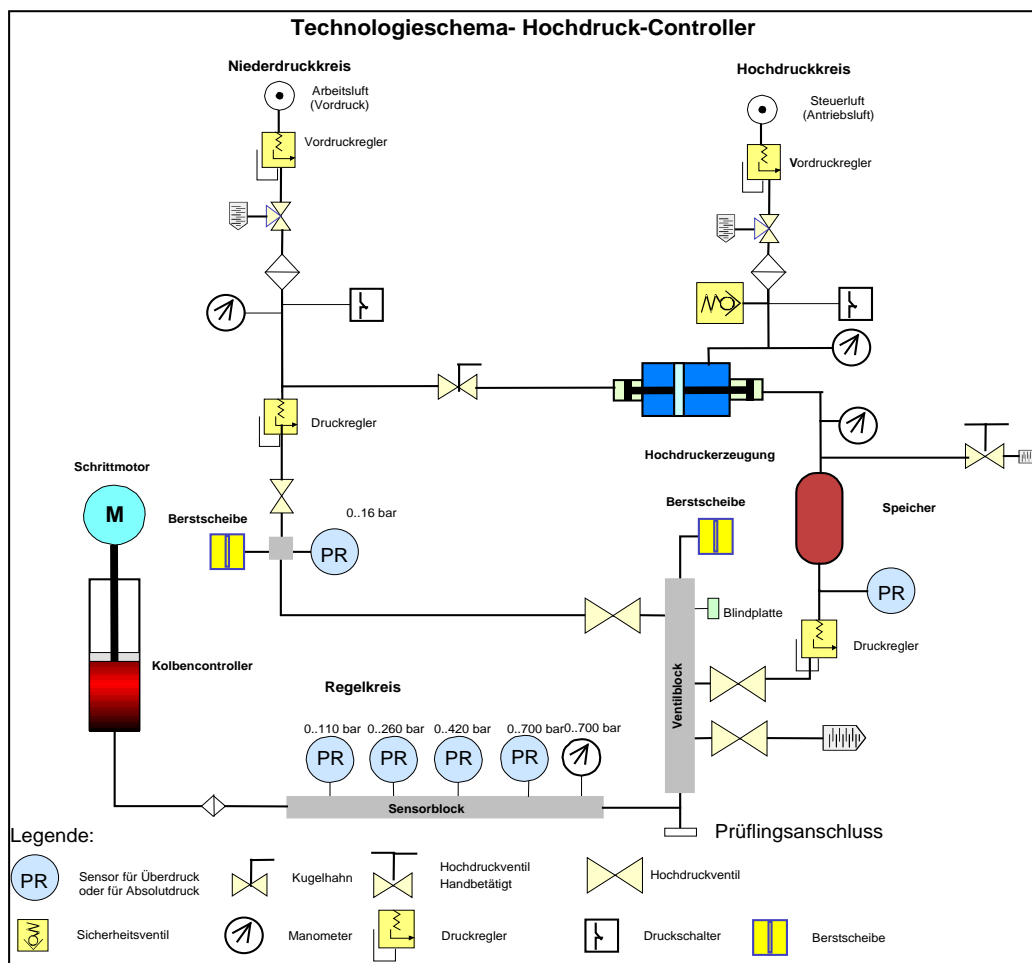 Technologieschema- Hochdruck-Controller
Niederdruckkreis
Hochdruckkreis
Arbeitsluft
(Vordruck)
Steuerluft
(Antriebsluft)
Vordruckregler
Vordruckregler
Druckregler
Hochdruckerzeugung
Schrittmotor
M
Berstscheibe
0..16 bar
PR
Berstscheibe
Speicher
PR
Blindplatte
Druckregler
Kolbencontroller
Ventilblock
Regelkreis
0..110 bar
0..260 bar
0..420 bar
0..700 bar
0..700 bar
PR
PR
PR
PR
Sensorblock
Prüflingsanschluss
Legende:
PR
Sensor für Überdruck
oder für Absolutdruck
Kugelhahn
Hochdruckventil
Handbetätigt
Hochdruckventil
Sicherheitsventil
Manometer
Druckregler
Druckschalter
Berstscheibe